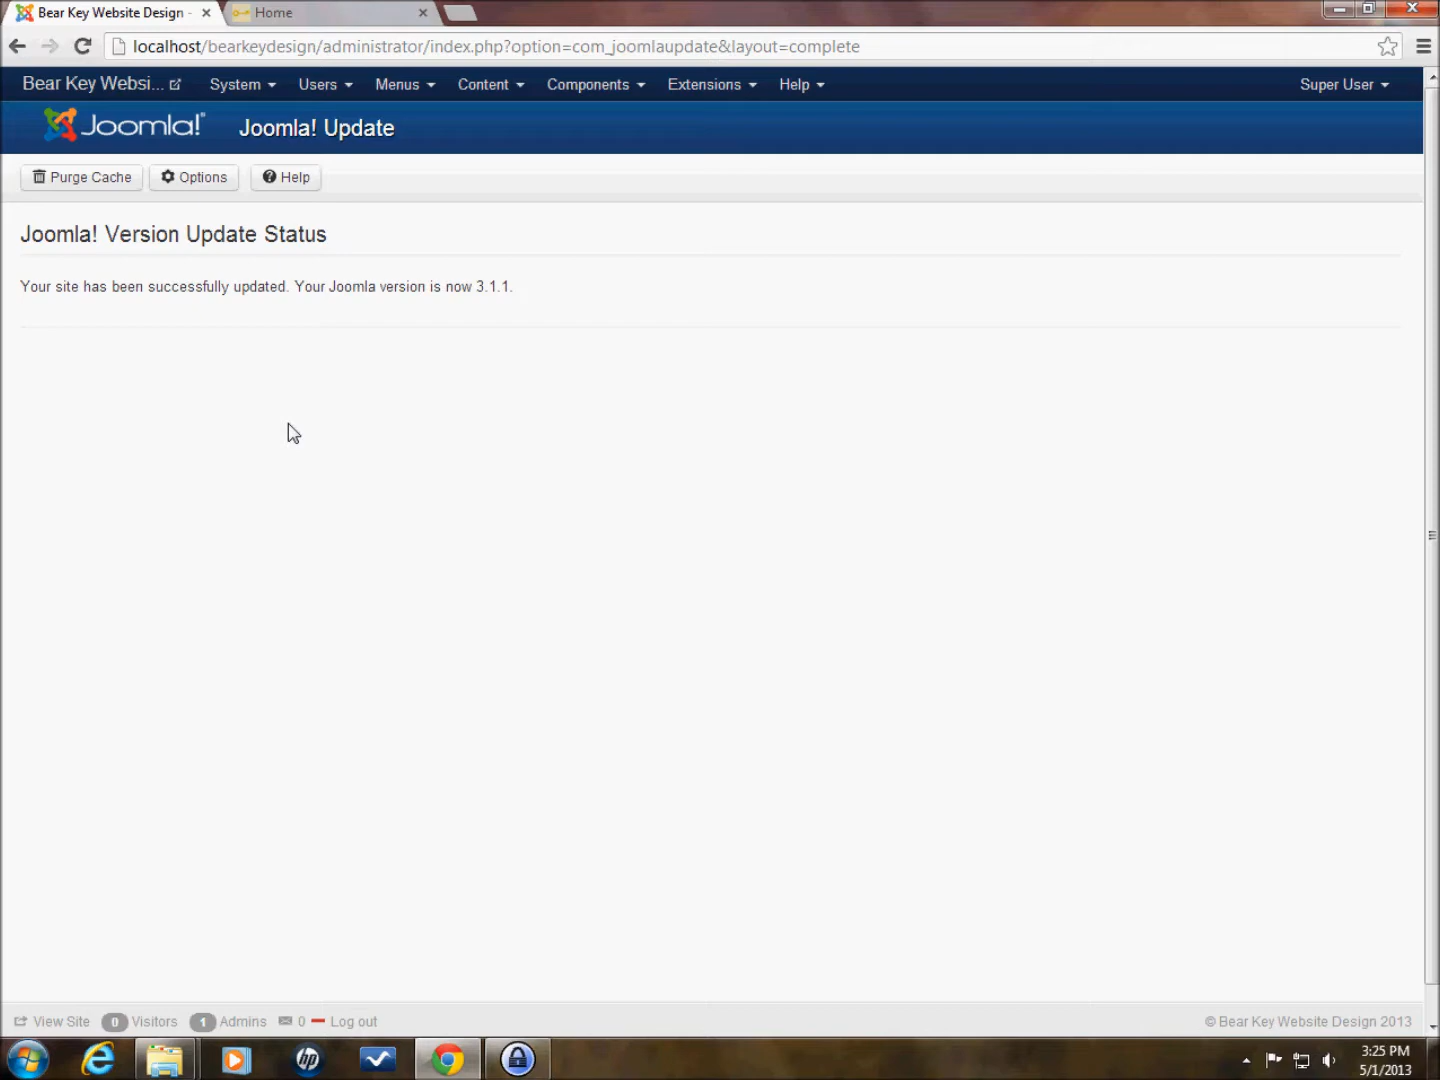 Bear Key Website Design -
Home
localhost/bearkeydesign/administrator/index.php?option=com_joomlaupdate&layout=complete
Bear Key Websi... System Users Menus Content Components Extensions Help Super User
Joomla!® Joomla! Update
Purge Cache Options Help
Joomla! Version Update Status
Your site has been successfully updated. Your Joomla version is now 3.1.1.
View Site 0 Visitors 1 Admins 0 Log out © Bear Key Website Design 2013
hp
3:25 PM
5/1/2013